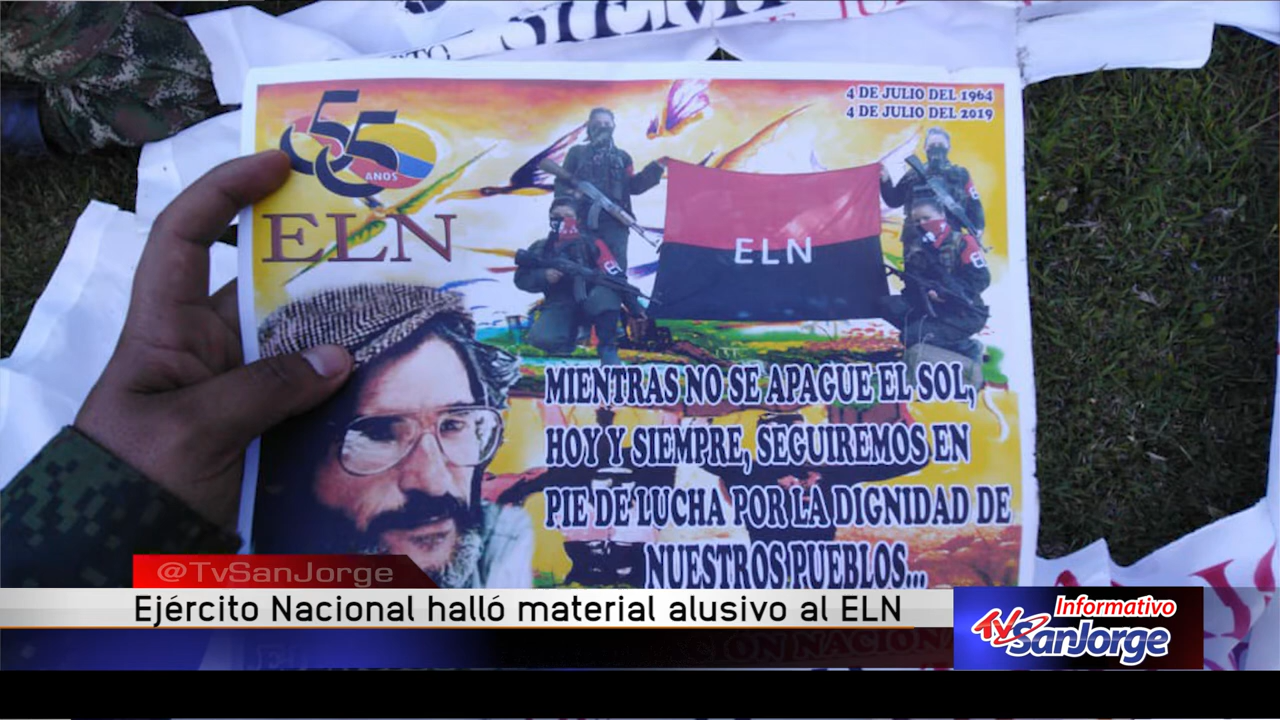 SIEMP
55
AÑOS
4 DE JULIO DEL 1964
4 DE JULIO DEL 2019
ELN
ELN
MIENTRAS NO SE APAGUE EL SOL,
HOY Y SIEMPRE, SEGUIREMOS EN
PIE DE LUCHA POR LA DIGNIDAD DE
NUESTROS PUEBLOS...
@TvSanJorge
Ejército Nacional halló material alusivo al ELN
Informativo
TV SanJorge